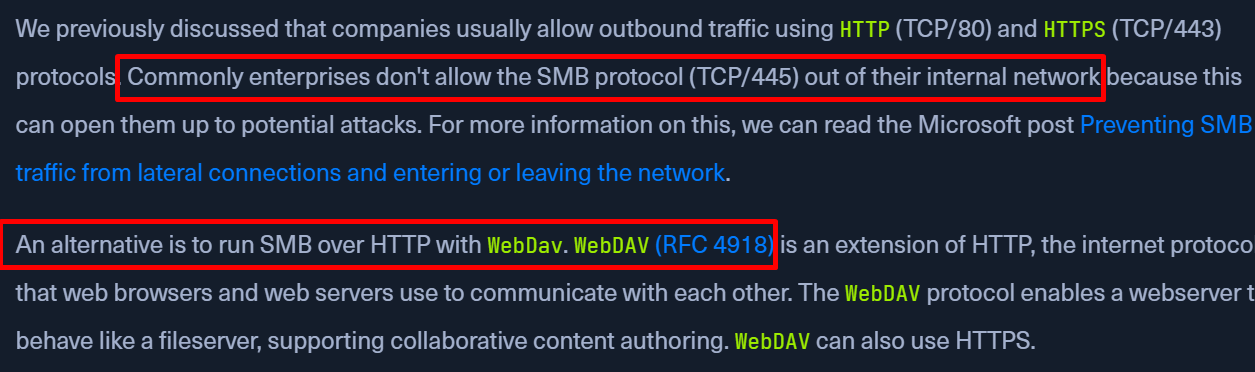 We previously discussed that companies usually allow outbound traffic using HTTP (TCP/80) and HTTPS (TCP/443)
protocols. Commonly enterprises don't allow the SMB protocol (TCP/445) out of their internal network because this
can open them up to potential attacks. For more information on this, we can read the Microsoft post Preventing SMB
traffic from lateral connections and entering or leaving the network.
An alternative is to run SMB over HTTP with WebDav. WebDAV (RFC 4918) is an extension of HTTP, the internet protoco
that web browsers and web servers use to communicate with each other. The WebDAV protocol enables a webserver t
behave like a fileserver, supporting collaborative content authoring. WebDAV can also use HTTPS.